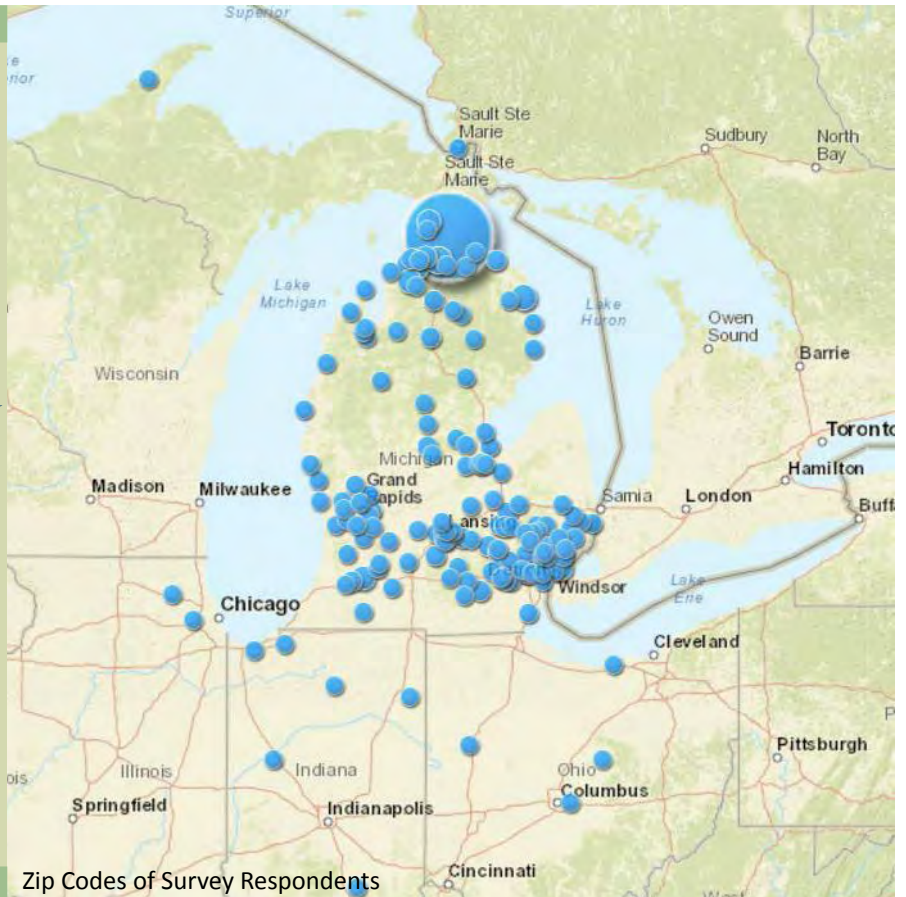 Superior
Sault Ste
Marie
Sault Ste
Marie
Sudbury
North
Bay
Lake
Michigan
Lake
Huron
Owen
Sound
Barrie
Wisconsin
Toronto
Michigan
Grand
Rapids
Hamilton
Madison
Milwaukee
Sarnia
London
Buff
Lansing
Detroit
Windsor
Lake
Erie
Chicago
Cleveland
Pittsburgh
Illinois
Indiana
Ohio
Columbus
Springfield
Indianapolis
Cincinnati
Zip Codes of Survey Respondents